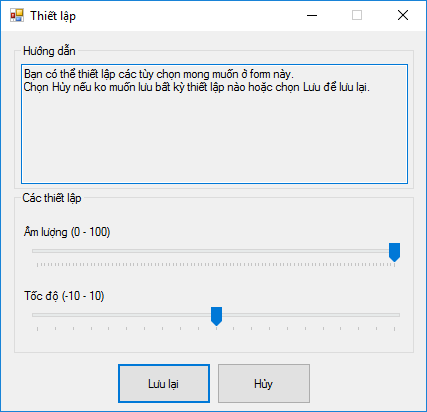 Thiết lập
Hướng dẫn
Bạn có thể thiết lập các tùy chọn mong muốn ở form này.
Chọn Hủy nếu ko muốn lưu bất kỳ thiết lập nào hoặc chọn Lưu để lưu lại.
Các thiết lập
Âm lượng (0 - 100)
Tốc độ (-10 - 10)
Lưu lại
Hủy